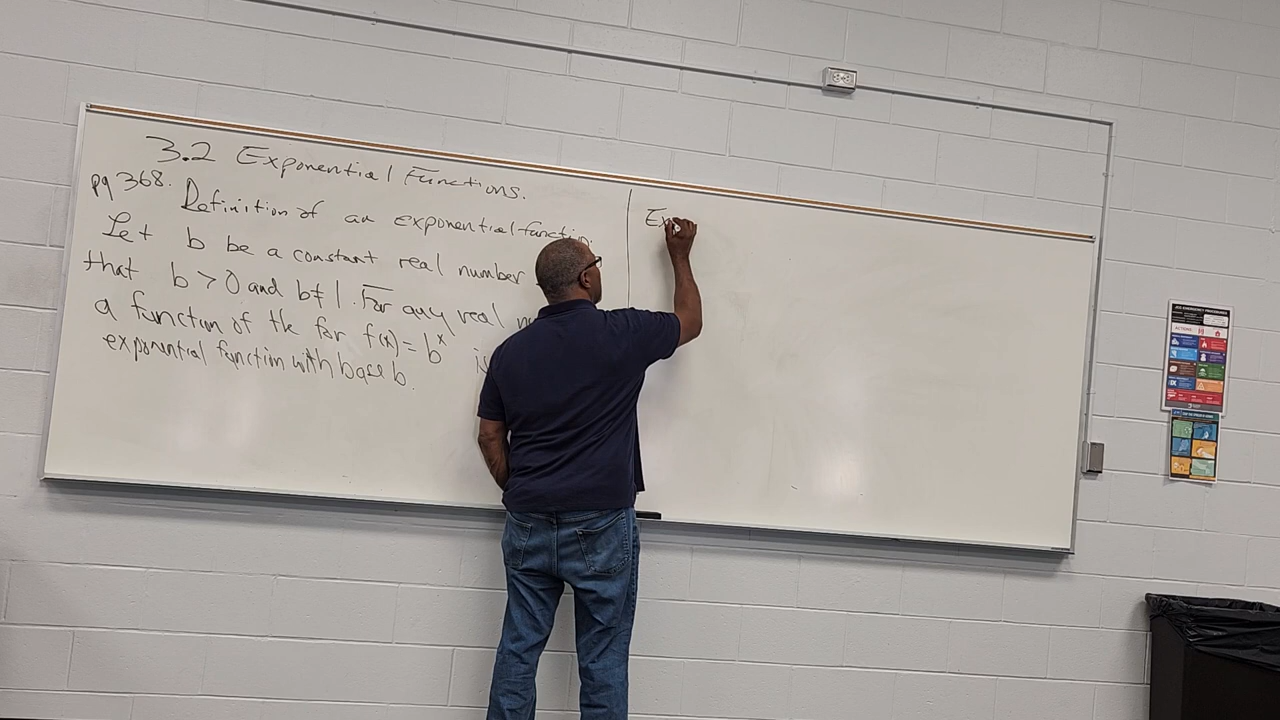 3.2 Exponential Functions.
pg 368. Definition of an exponential function.
Let b be a constant real number
that b > 0 and b ≠ 1. For any real
a function of the for f(x) = b^x is
exponential function with base b.
Ex